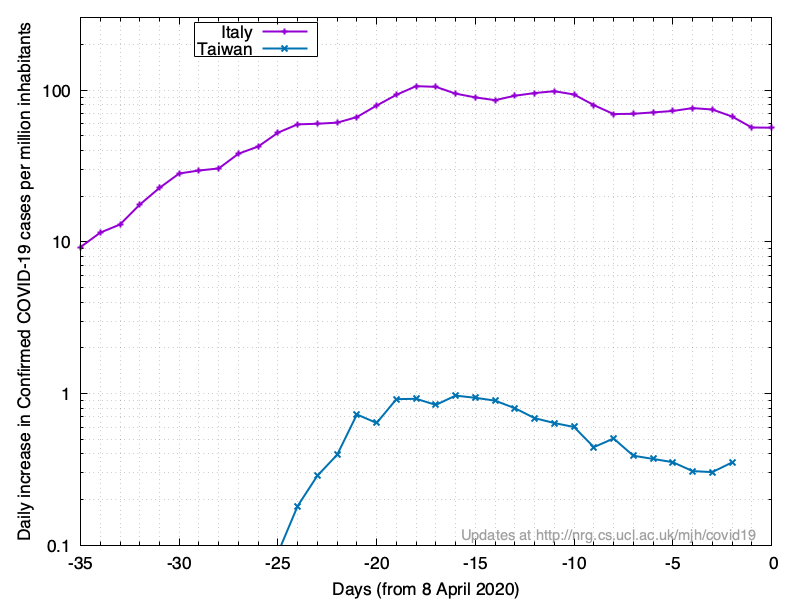 Italy
Taiwan
Daily increase in Confirmed COVID-19 cases per million inhabitants
100
10
1
0.1
Updates at http://nrg.cs.ucl.ac.uk/mjh/covid19
-35 -30 -25 -20 -15 -10 -5 0
Days (from 8 April 2020)